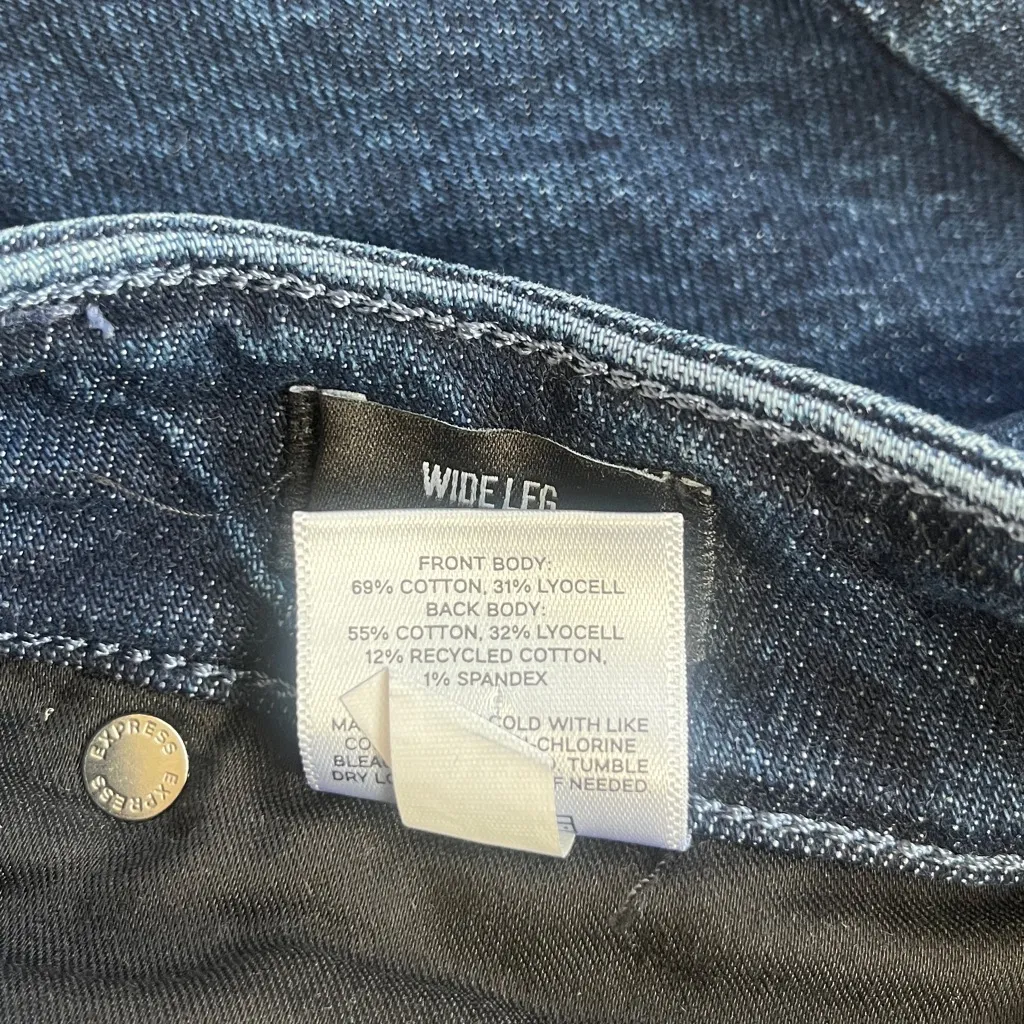 WIDE LEG
FRONT BODY:
69% COTTON, 31% LYOCELL
BACK BODY:
55% COTTON, 32% LYOCELL
12% RECYCLED COTTON,
1% SPANDEX
COLD WITH LIKE
-CHLORINE
TUMBLE
DRY NEEDED
EXPRESS EXPRESS